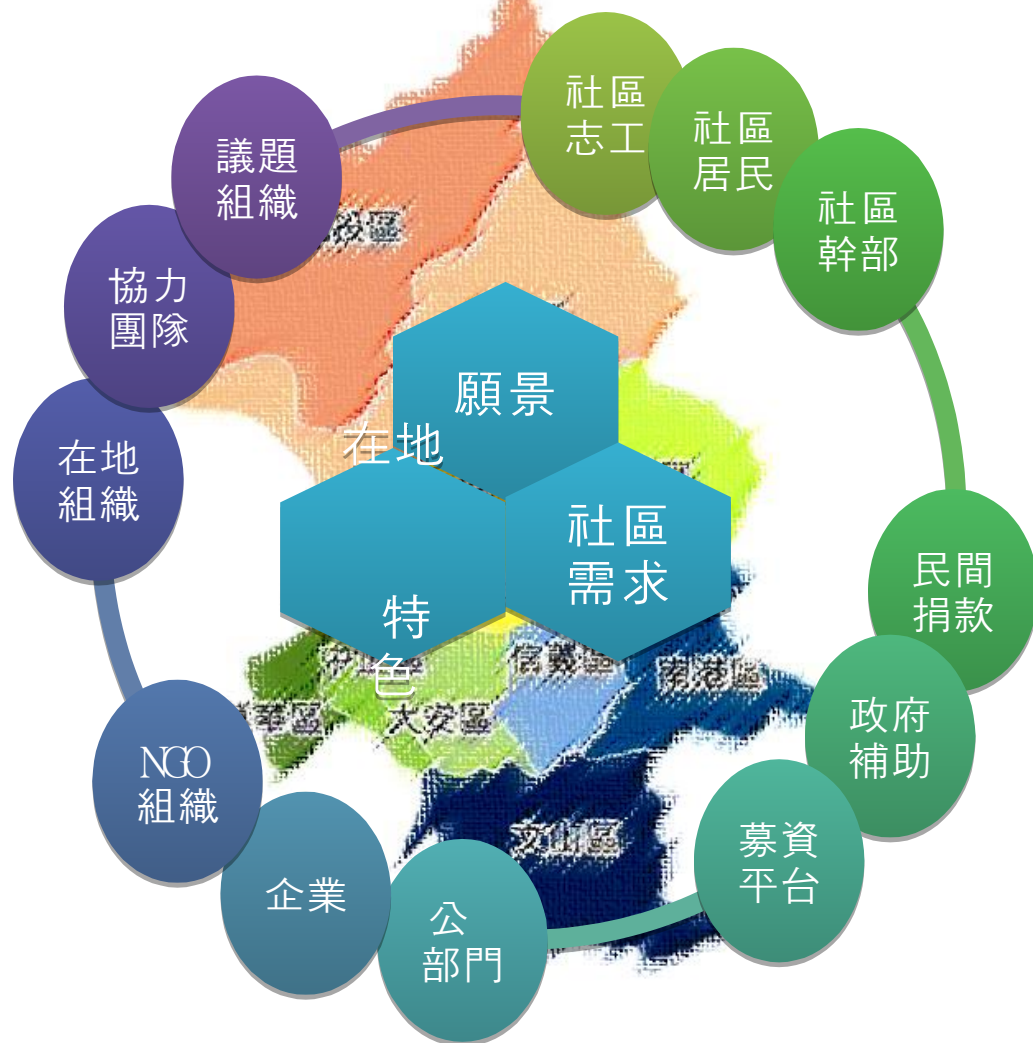 社區
志工
社區
居民
社區
幹部
民間
捐款
政府
補助
募資
平台
公
部門
企業
NGO
組織
在地
組織
協力
團隊
議題
組織
願景
在地
特
色
社區
需求
信義區
南港區
大安區
文山區